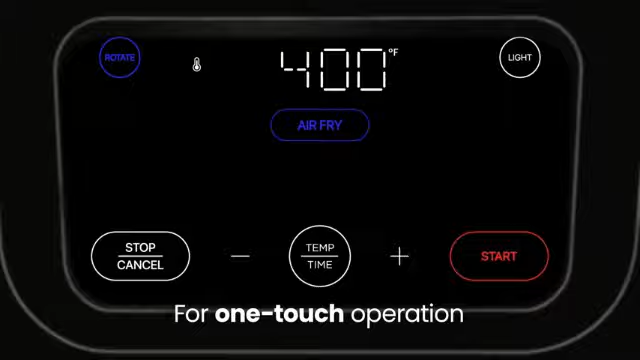 ROTATE
400°F
LIGHT
AIR FRY
STOP
CANCEL
—
TEMP
TIME
+
START
For one-touch operation